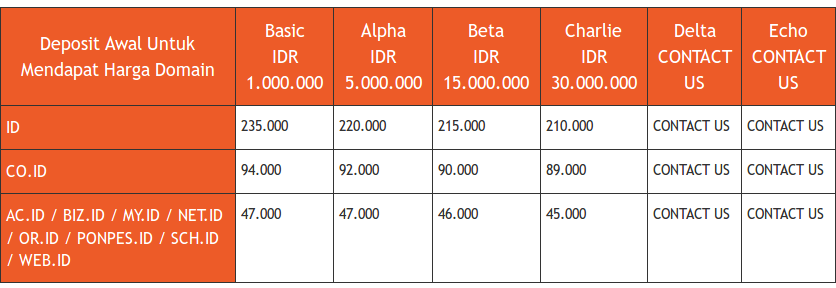 Deposit Awal Untuk
Mendapat Harga Domain
Basic
IDR
1.000.000
Alpha
IDR
5.000.000
Beta
IDR
15.000.000
Charlie
IDR
30.000.000
Delta
CONTACT
US
Echo
CONTACT
US
ID 235.000 220.000 215.000 210.000 CONTACT US CONTACT US
CO.ID 94.000 92.000 90.000 89.000 CONTACT US CONTACT US
AC.ID / BIZ.ID / MY.ID / NET.ID
/ OR.ID / PONPES.ID / SCH.ID
/ WEB.ID
47.000 47.000 46.000 45.000 CONTACT US CONTACT US